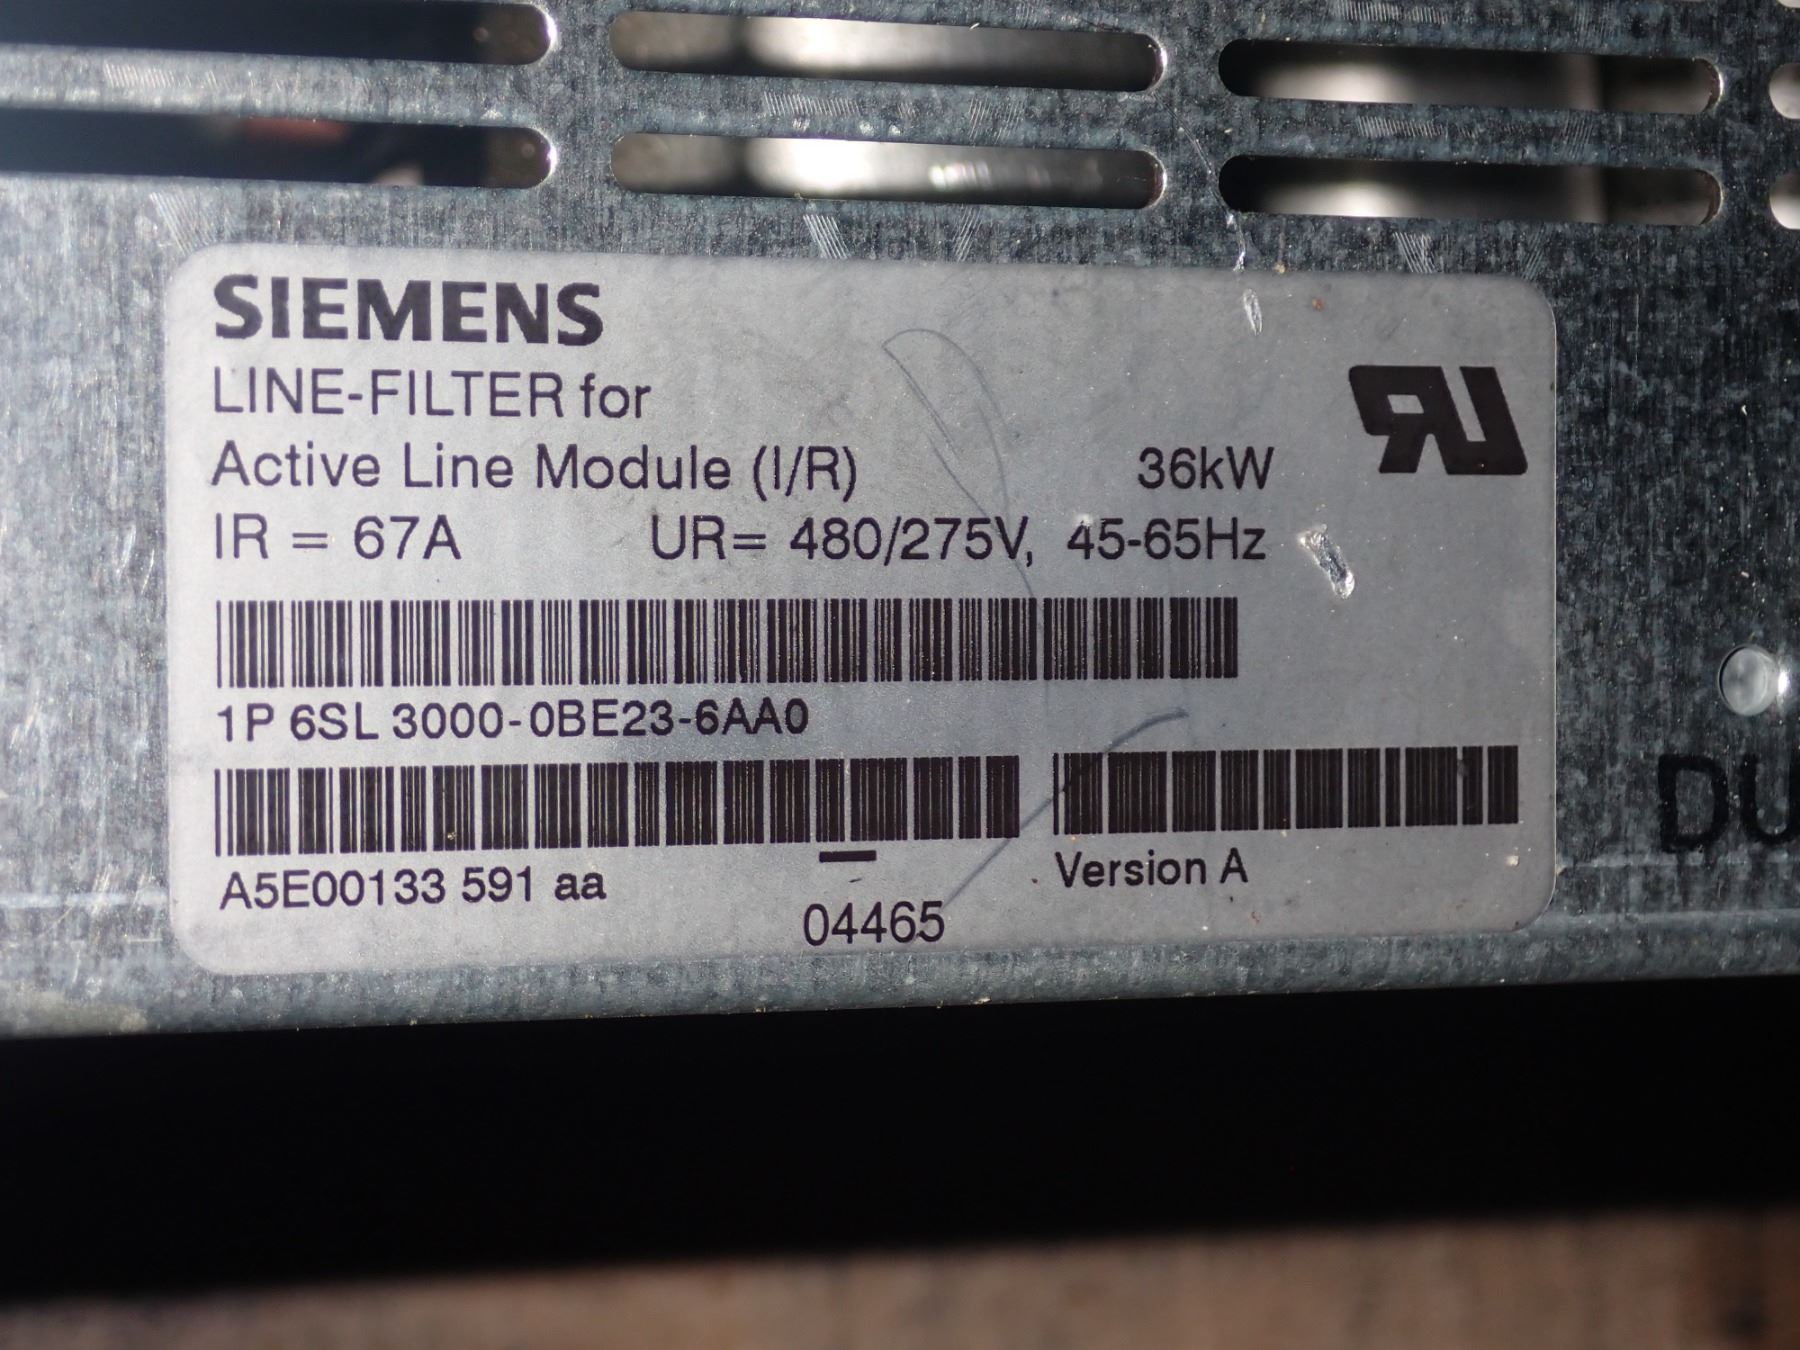 SIEMENS
LINE-FILTER for
Active Line Module (I/R) 36kW
IR = 67A UR= 480/275V, 45-65Hz
1P 6SL 3000-0BE23-6AA0
A5E00133 591 aa
Version A
04465
DU